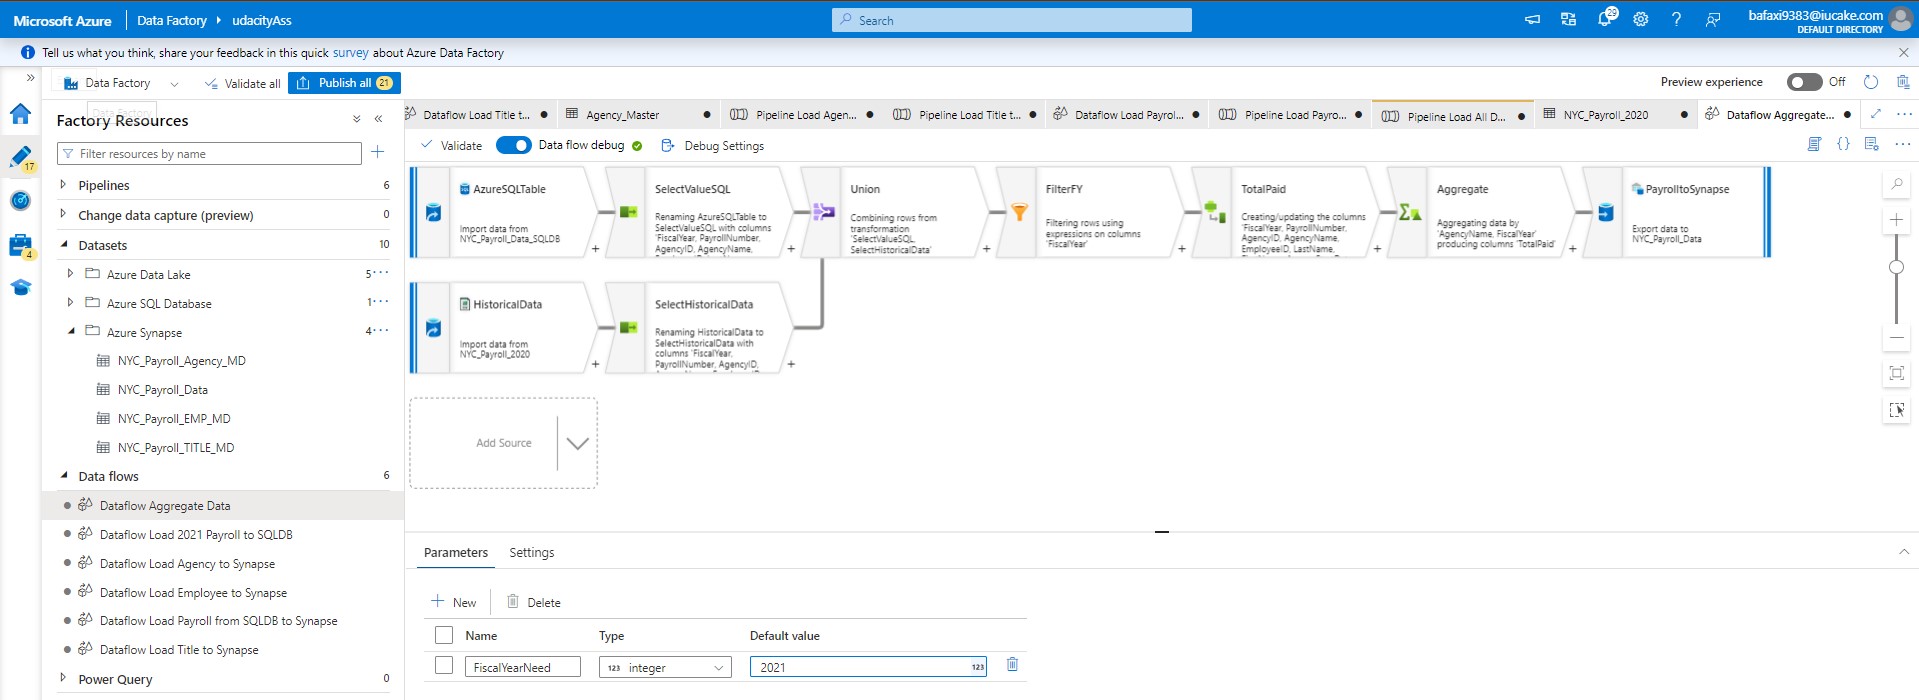 Microsoft Azure
Data Factory
udacityAss
Search
29
bafaxi9383@iucake.com
DEFAULT DIRECTORY
Tell us what you think, share your feedback in this quick survey about Azure Data Factory
Data Factory
Validate all
Publish all 21
Preview experience
Off
Data Factory
Factory Resources
Filter resources by name
17
4
Pipelines 6
Change data capture (preview) 0
Datasets 10
Azure Data Lake 5
Azure SQL Database 1
Azure Synapse 4
NYC_Payroll_Agency_MD
NYC_Payroll_Data
NYC_Payroll_EMP_MD
NYC_Payroll_TITLE_MD
Data flows 6
Dataflow Aggregate Data
Dataflow Load 2021 Payroll to SQLDB
Dataflow Load Agency to Synapse
Dataflow Load Employee to Synapse
Dataflow Load Payroll from SQLDB to Synapse
Dataflow Load Title to Synapse
Power Query 0
Dataflow Load Title t...
Agency_Master
Pipeline Load Agen...
Pipeline Load Title t...
Dataflow Load Payrol...
Pipeline Load Payro...
Pipeline Load All D...
NYC_Payroll_2020
Dataflow Aggregate...
Validate
Data flow debug
Debug Settings
AzureSQLTable
Import data from
NYC_Payroll_Data_SQLDB
SelectValueSQL
Renaming AzureSQLTable to
SelectValueSQL with columns
'FiscalYear, PayrollNumber,
AgencyID, AgencyName,
Union
Combining rows from
transformation
'SelectValueSQL,
SelectHistoricalData'
FilterFY
Filtering rows using
expressions on columns
'FiscalYear'
TotalPaid
Creating/updating the columns
'FiscalYear, PayrollNumber,
AgencyID, AgencyName,
EmployeeID, LastName,
Aggregate
Aggregating data by
'AgencyName, FiscalYear'
producing columns 'TotalPaid'
PayrolltoSynapse
Export data to
NYC_Payroll_Data
HistoricalData
Import data from
NYC_Payroll_2020
SelectHistoricalData
Renaming HistoricalData to
SelectHistoricalData with
columns 'FiscalYear,
PayrollNumber, AgencyID,
Add Source
Parameters
Settings
New
Delete
Name Type Default value
FiscalYearNeed 123 integer 2021 123